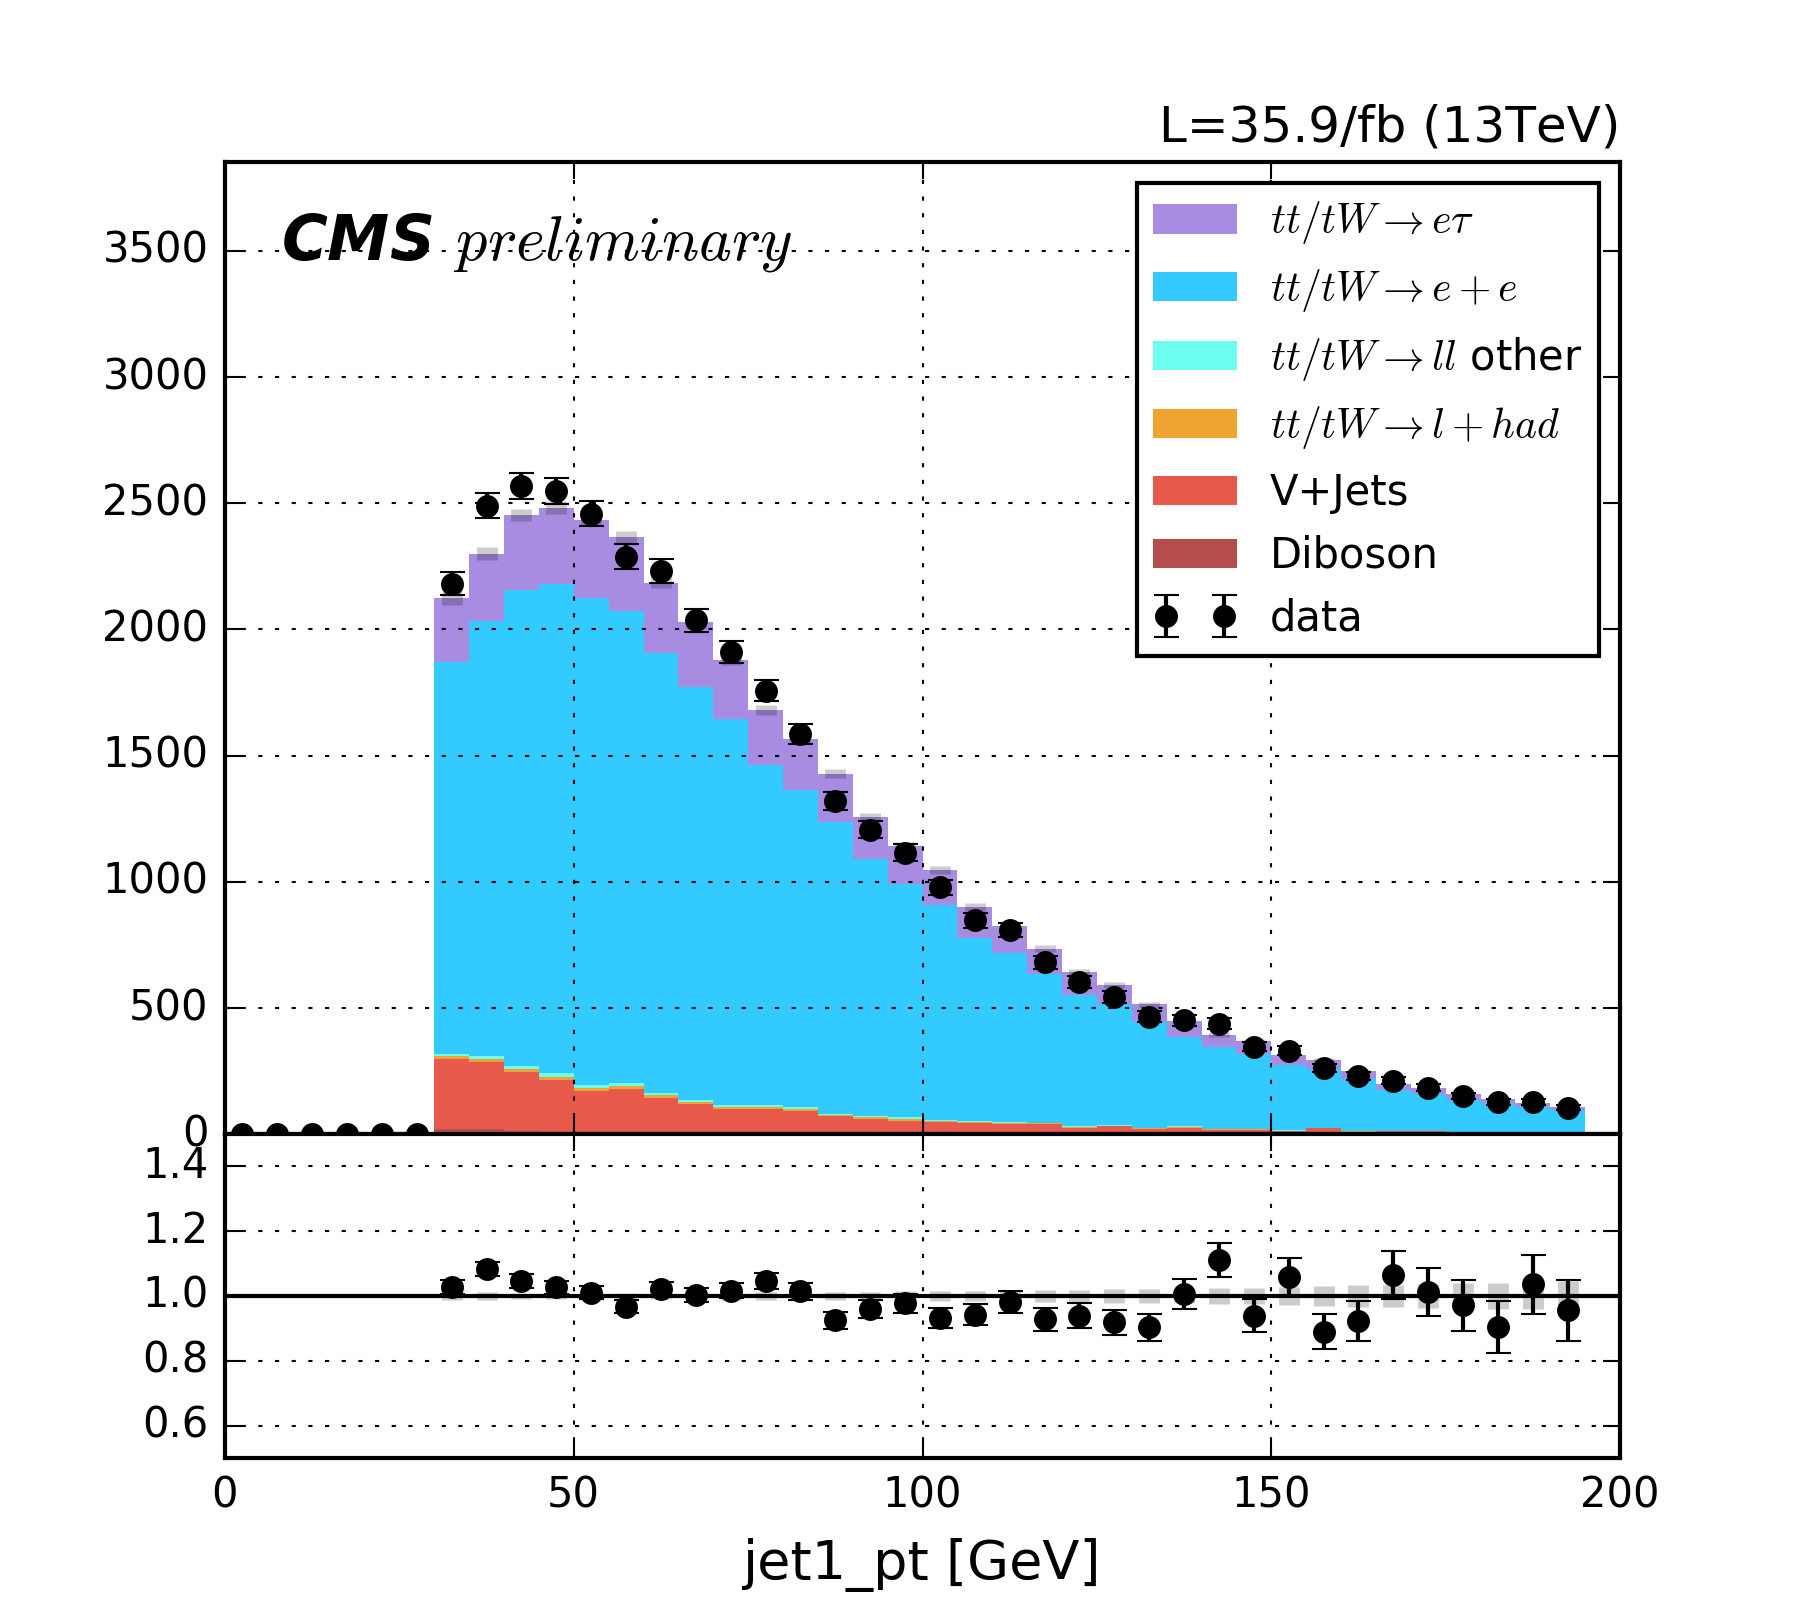 L=35.9/fb (13TeV)
CMS preliminary
tt/tW→eτ
tt/tW→e+e
tt/tW→ll other
tt/tW→l+had
V+Jets
Diboson
data
3500
3000
2500
2000
1500
1000
500
0
1.4
1.2
1.0
0.8
0.6
0 50 100 150 200
jet1_pt [GeV]